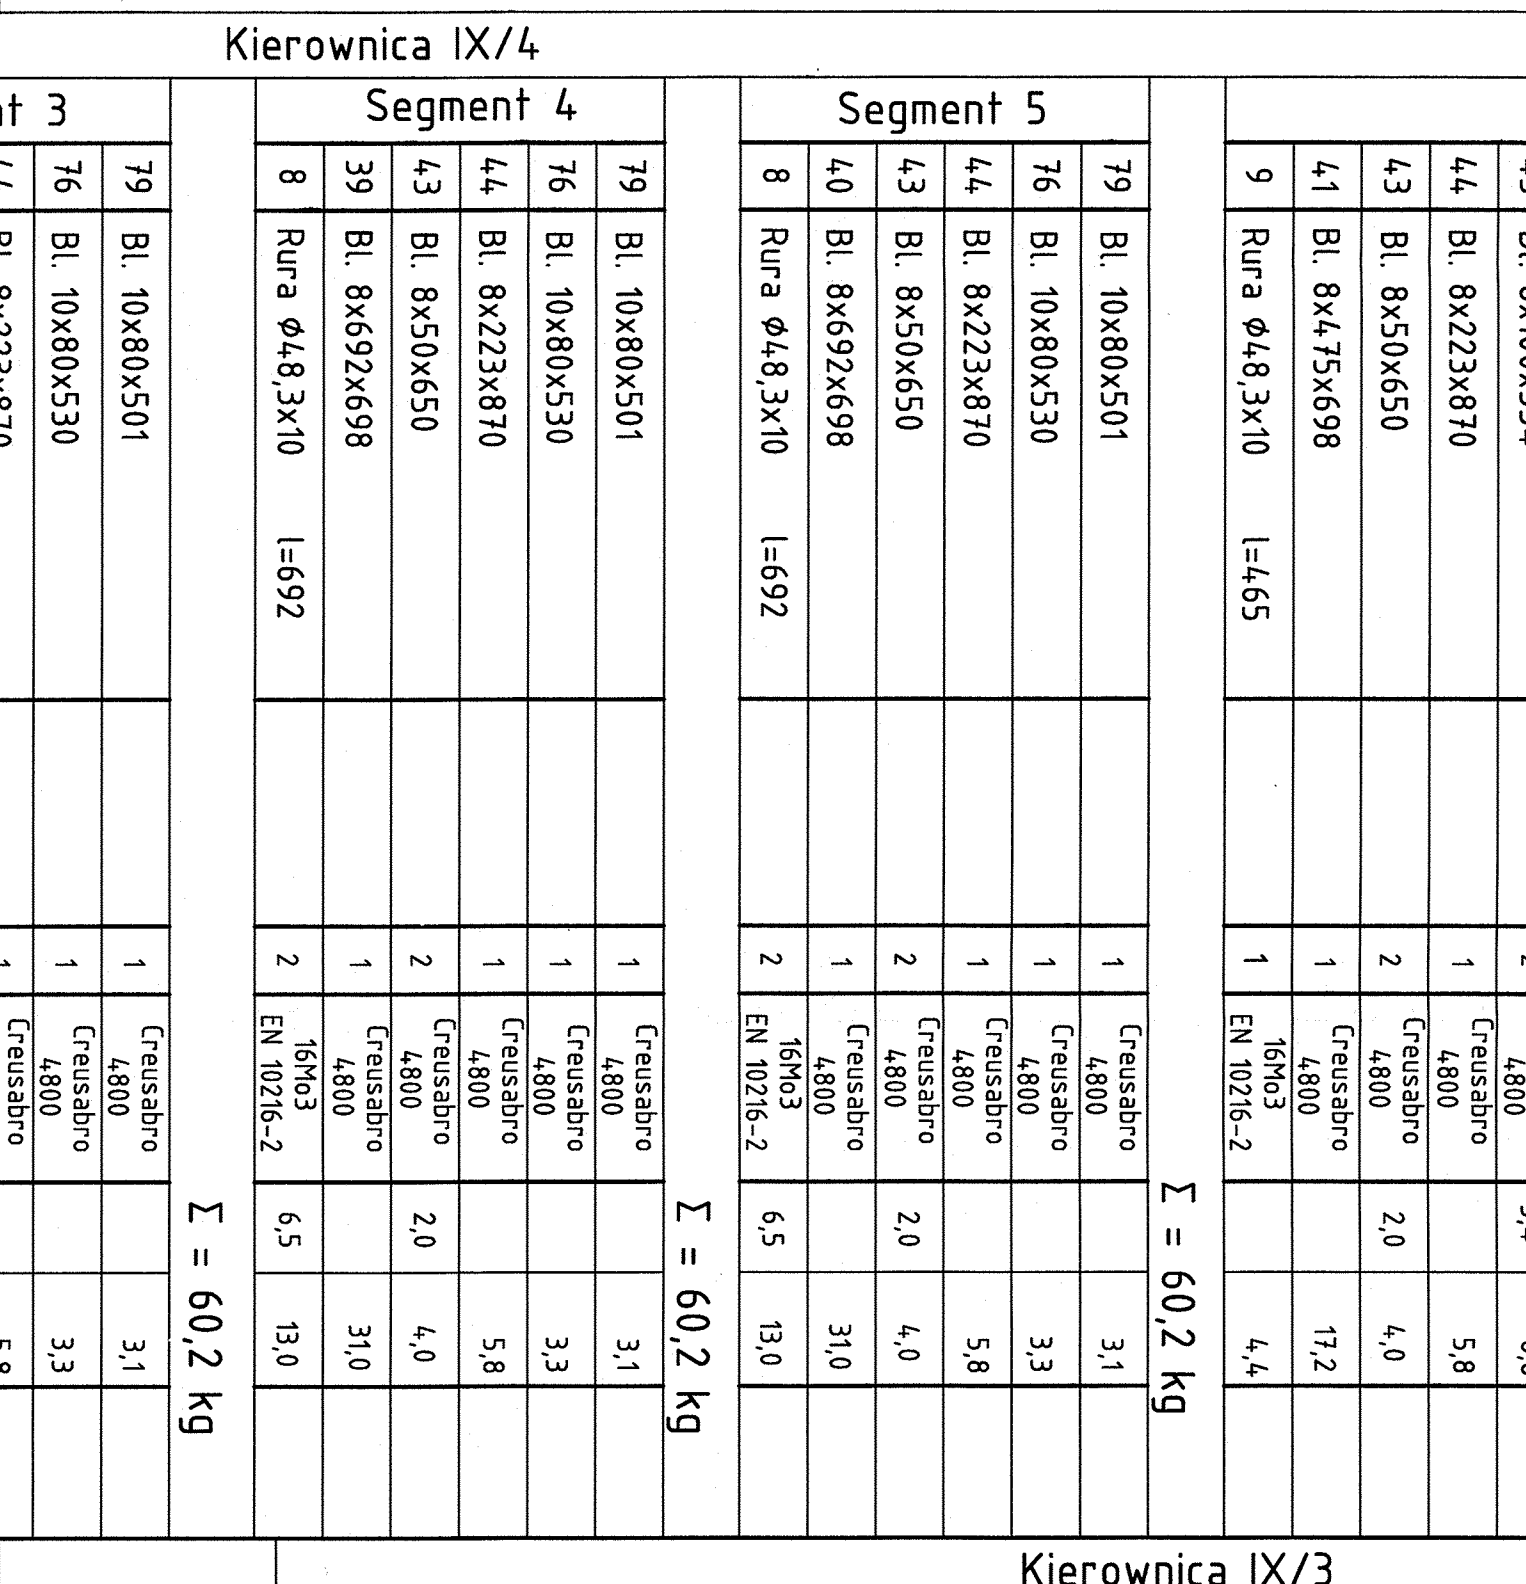 Kierownica IX/4
nt 3
76 Bl. 10x80x530 1 Creusabro 4800 3,3
79 Bl. 10x80x501 1 Creusabro 4800 3,1
Σ = 60,2 kg
Segment 4
8 Rura ϕ48,3x10 l=692 2 16Mo3 EN 10216-2 6,5 13,0
39 Bl. 8x692x698 1 Creusabro 4800 31,0
43 Bl. 8x50x650 2 Creusabro 4800 2,0 4,0
44 Bl. 8x223x870 1 Creusabro 4800 5,8
76 Bl. 10x80x530 1 Creusabro 4800 3,3
79 Bl. 10x80x501 1 Creusabro 4800 3,1
Σ = 60,2 kg
Segment 5
8 Rura ϕ48,3x10 l=692 2 16Mo3 EN 10216-2 6,5 13,0
40 Bl. 8x692x698 1 Creusabro 4800 31,0
43 Bl. 8x50x650 2 Creusabro 4800 2,0 4,0
44 Bl. 8x223x870 1 Creusabro 4800 5,8
76 Bl. 10x80x530 1 Creusabro 4800 3,3
79 Bl. 10x80x501 1 Creusabro 4800 3,1
Σ = 60,2 kg
9 Rura ϕ48,3x10 l=465 1 16Mo3 EN 10216-2 4,4
41 Bl. 8x475x698 1 Creusabro 4800 17,2
43 Bl. 8x50x650 2 Creusabro 4800 2,0 4,0
44 Bl. 8x223x870 1 Creusabro 4800 5,8
4800
Kierownica IX/3